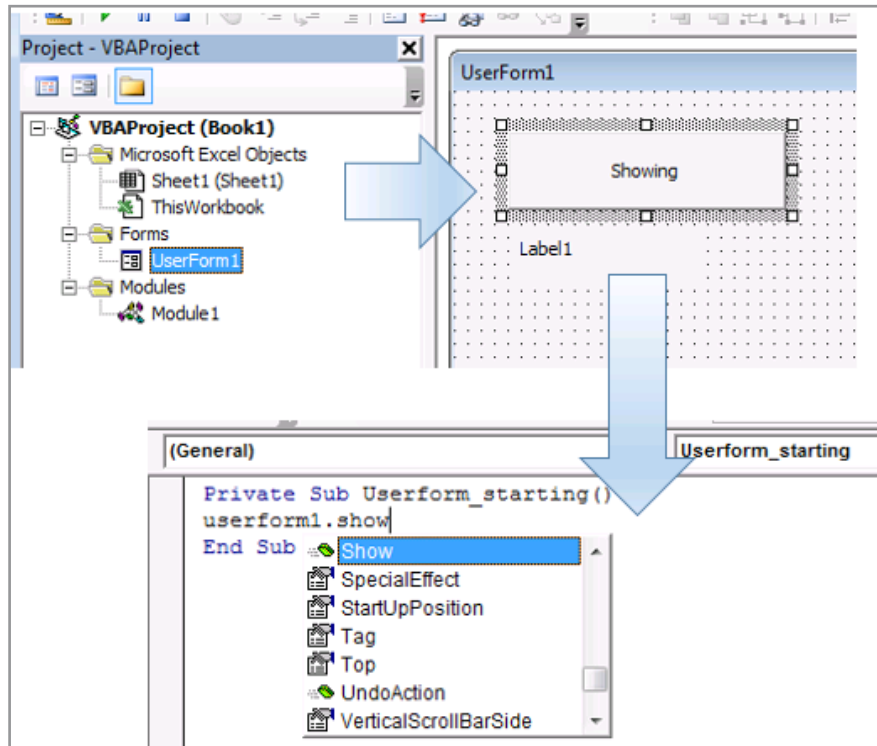 Project - VBAProject
VBAProject (Book1)
Microsoft Excel Objects
Sheet1 (Sheet1)
ThisWorkbook
Forms
UserForm1
Modules
Module1
UserForm1
Showing
Label1
(General)
Userform_starting
Private Sub Userform_starting()
userform1.show
End Sub
Show
SpecialEffect
StartUpPosition
Tag
Top
UndoAction
VerticalScrollBarSide